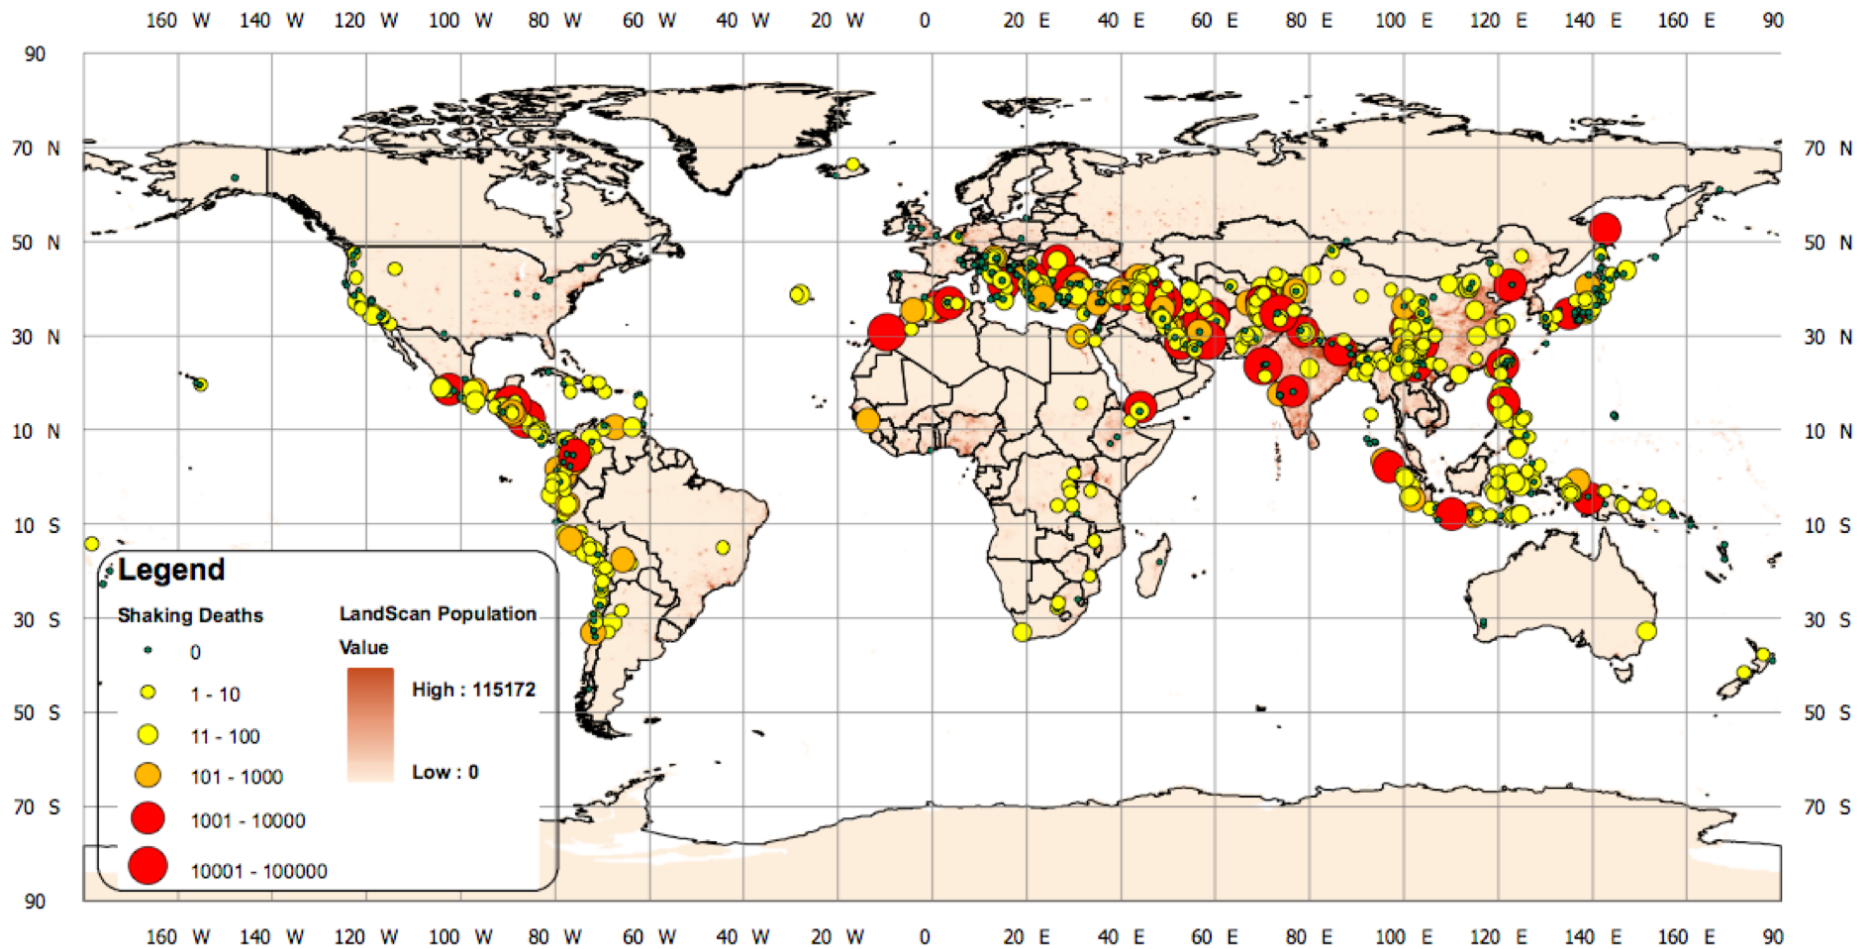 160 W 140 W 120 W 100 W 80 W 60 W 40 W 20 W 0 20 E 40 E 60 E 80 E 100 E 120 E 140 E 160 E 90
90
70 N 70 N
50 N 50 N
30 N 30 N
10 N 10 N
10 S 10 S
Legend
Shaking Deaths LandScan Population
30 S 30 S
0 Value
1 - 10 High : 115172
50 S 50 S
11 - 100
101 - 1000 Low : 0
70 S 70 S
1001 - 10000
10001 - 100000
90
160 W 140 W 120 W 100 W 80 W 60 W 40 W 20 W 0 20 E 40 E 60 E 80 E 100 E 120 E 140 E 160 E 90